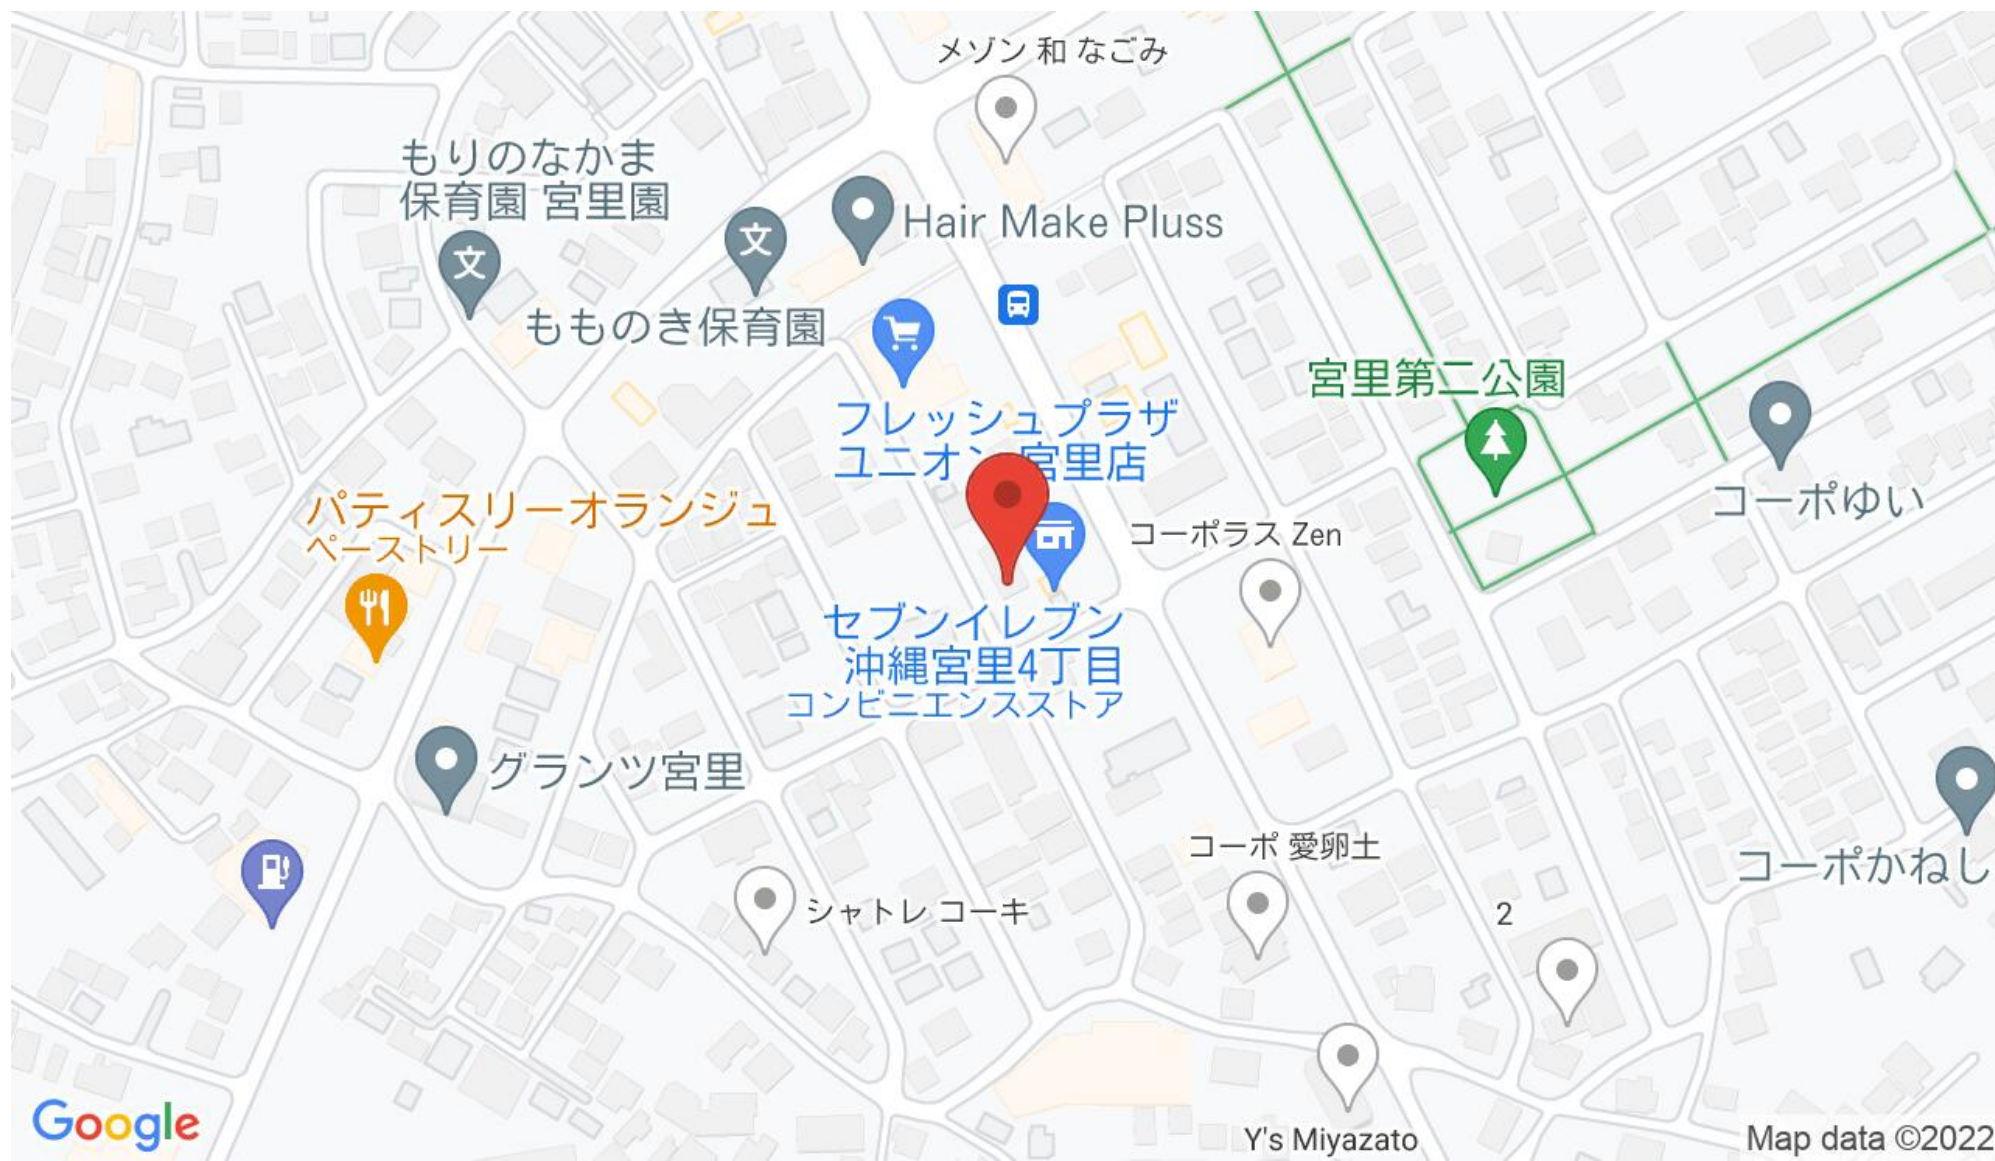 メゾン 和 なごみ
もりのなかま
保育園 宮里園
文
文
Hair Make Pluss
もものき保育園
宮里第二公園
フレッシュプラザ
ユニオン宮里店
コーポゆい
パティスリーオランジュ
ペーストリー
コーポラス Zen
セブンイレブン
沖縄宮里4丁目
コンビニエンスストア
グランツ宮里
コーポ 愛卵土
コーポかねし
シャトレ コーキ
2
Google
Y's Miyazato
Map data ©2022